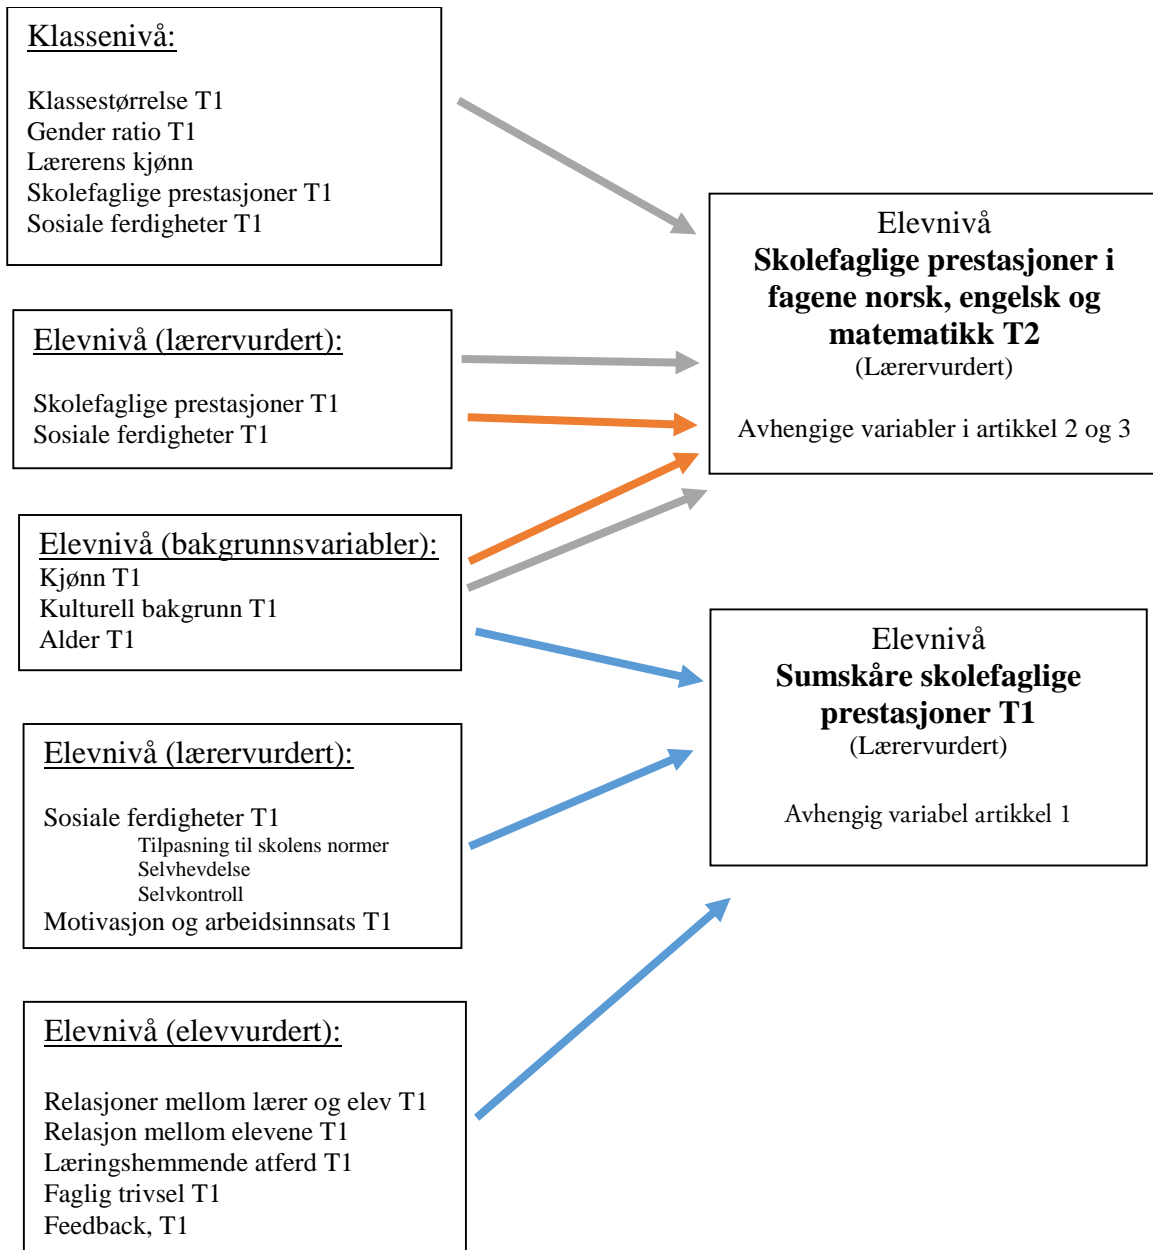 Klassenivå:
Klassestørrelse T1
Gender ratio T1
Lærerens kjønn
Skolefaglige prestasjoner T1
Sosiale ferdigheter T1
Elevnivå (lærervurdert):
Skolefaglige prestasjoner T1
Sosiale ferdigheter T1
Elevnivå (bakgrunnsvariabler):
Kjønn T1
Kulturell bakgrunn T1
Alder T1
Elevnivå (lærervurdert):
Sosiale ferdigheter T1
Tilpasning til skolens normer
Selvhevdelse
Selvkontroll
Motivasjon og arbeidsinnsats T1
Elevnivå (elevvurdert):
Relasjoner mellom lærer og elev T1
Relasjon mellom elevene T1
Læringshemmende atferd T1
Faglig trivsel T1
Feedback, T1
Elevnivå
Skolefaglige prestasjoner i
fagene norsk, engelsk og
matematikk T2
(Lærervurdert)
Avhengige variabler i artikkel 2 og 3
Elevnivå
Sumskåre skolefaglige
prestasjoner T1
(Lærervurdert)
Avhengig variabel artikkel 1